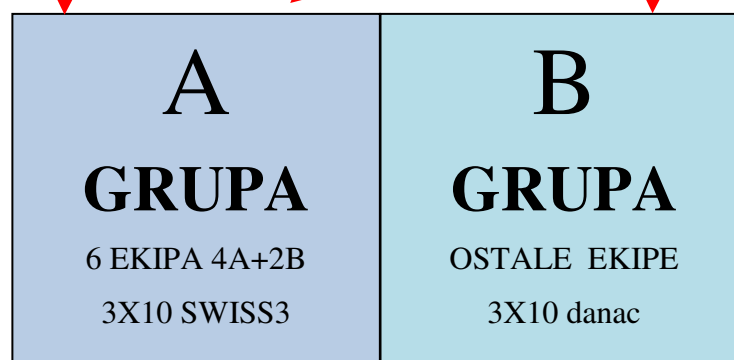 A
GRUPA
6 EKIPA 4A+2B
3X10 SWISS3
B
GRUPA
OSTALE EKIPE
3X10 danac